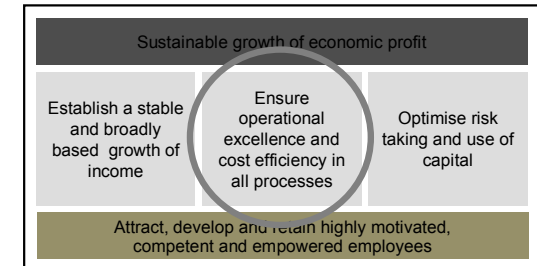 Sustainable growth of economic profit
Establish a stable
and broadly
based growth of
income
Ensure
operational
excellence and
cost efficiency in
all processes
Optimise risk
taking and use of
capital
Attract, develop and retain highly motivated,
competent and empowered employees